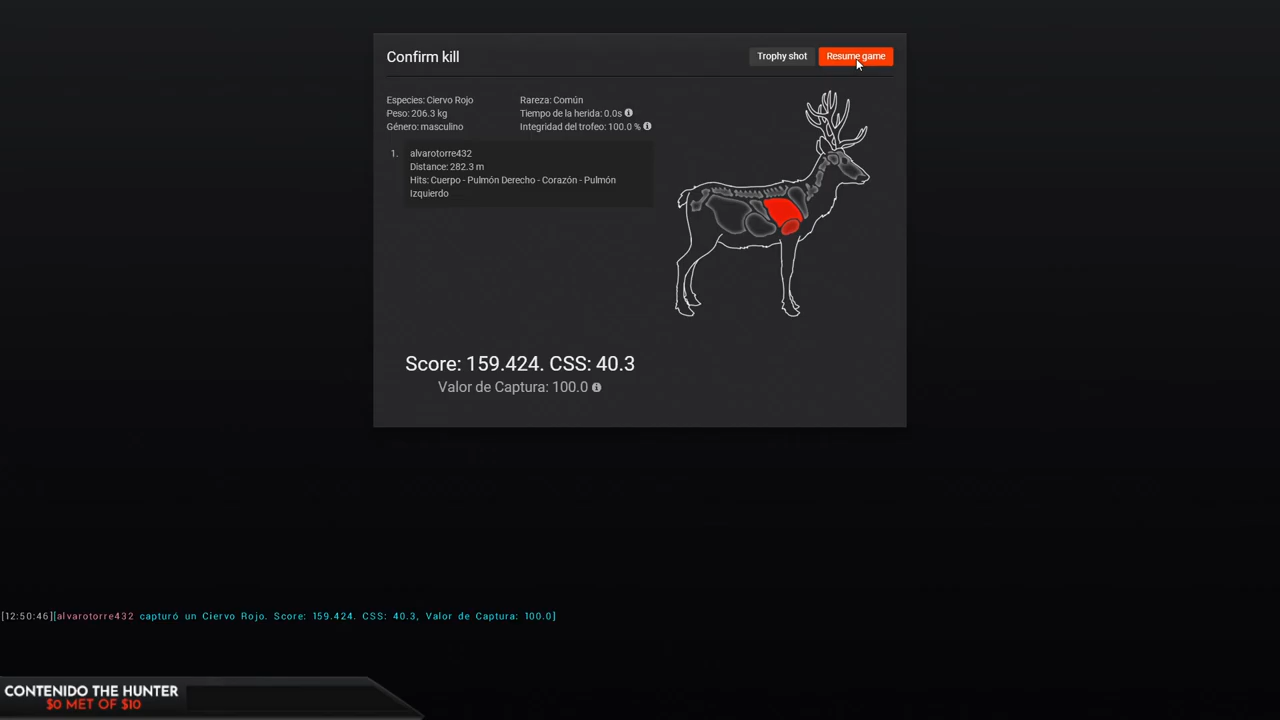 Confirm kill
Trophy shot
Resume game
Especies: Ciervo Rojo
Rareza: Común
Peso: 206.3 kg
Tiempo de la herida: 0.0s
Género: masculino
Integridad del trofeo: 100.0 %
1. alvarotorre432
Distance: 282.3 m
Hits: Cuerpo - Pulmón Derecho - Corazón - Pulmón
Izquierdo
Score: 159.424. CSS: 40.3
Valor de Captura: 100.0
[12:50:46][alvarotorre432 capturó un Ciervo Rojo. Score: 159.424. CSS: 40.3, Valor de Captura: 100.0]
CONTENIDO THE HUNTER
$0 MET OF $10